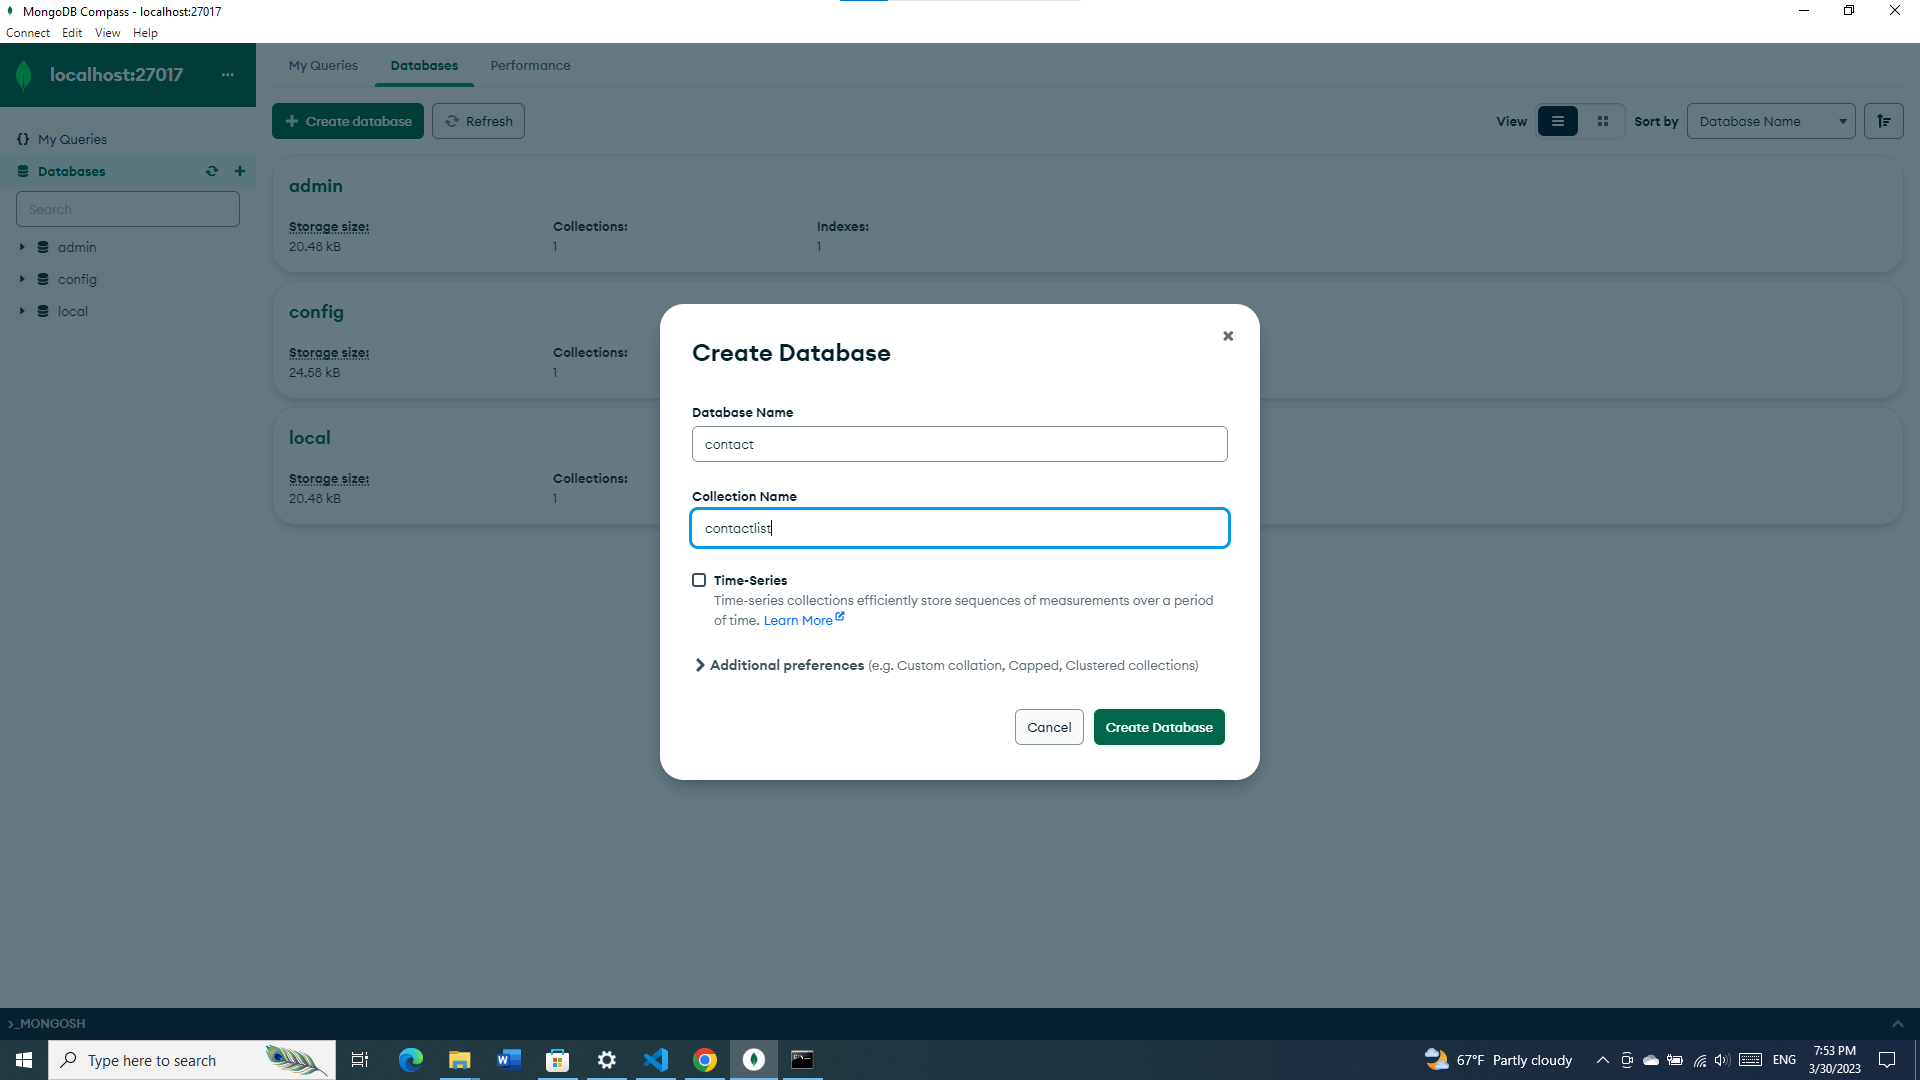 MongoDB Compass - localhost:27017
Connect Edit View Help
localhost:27017 ...
My Queries Databases Performance
Create database Refresh
View Sort by Database Name
{} My Queries
Databases
Search
admin
config
local
admin
Storage size: Collections: Indexes:
20.48 kB 1 1
config
Storage size: Collections:
24.58 kB 1
local
Storage size: Collections:
20.48 kB 1
Create Database
Database Name
contact
Collection Name
contactlist
Time-Series
Time-series collections efficiently store sequences of measurements over a period
of time. Learn More
Additional preferences (e.g. Custom collation, Capped, Clustered collections)
Cancel Create Database
>_MONGOSH
Type here to search
67°F Partly cloudy
ENG
7:53 PM
3/30/2023